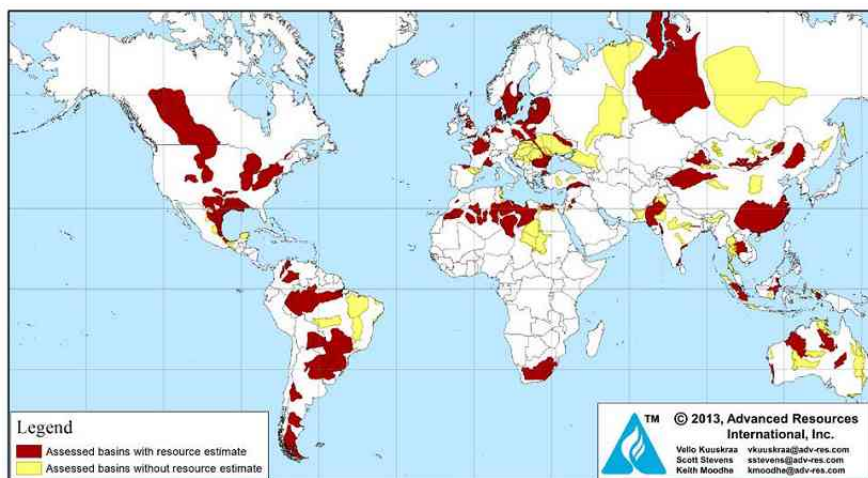 Legend
Assessed basins with resource estimate
Assessed basins without resource estimate
TM
© 2013, Advanced Resources
International, Inc.
Vello Kuuskraa vkuuskraa@adv-res.com
Scott Stevens sstevens@adv-res.com
Keith Moodhe kmoodhe@adv-res.com